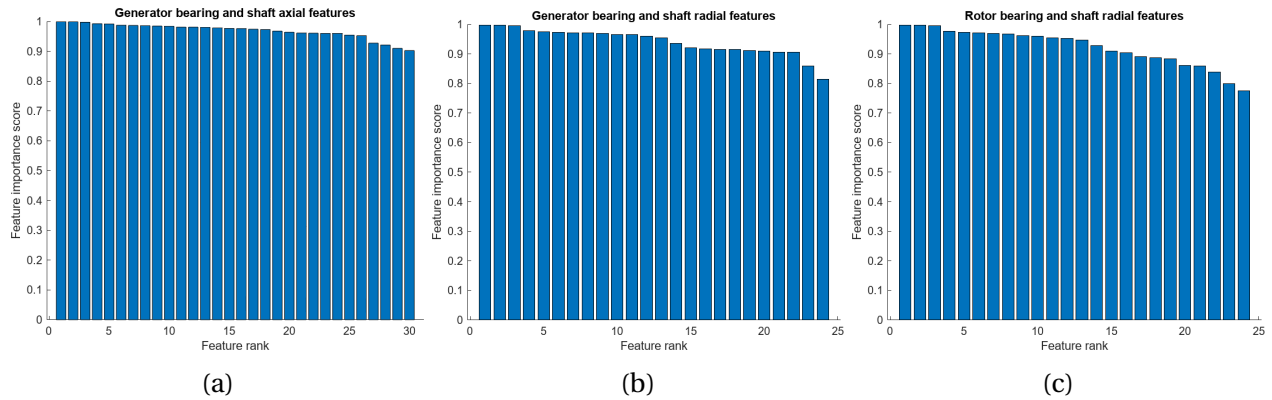 Generator bearing and shaft axial features
1
0.9
0.8
0.7
0.6
0.5
0.4
0.3
0.2
0.1
0
Feature importance score
0 5 10 15 20 25 30
Feature rank
(a)
Generator bearing and shaft radial features
1
0.9
0.8
0.7
0.6
0.5
0.4
0.3
0.2
0.1
0
Feature importance score
0 5 10 15 20 25
Feature rank
(b)
Rotor bearing and shaft radial features
1
0.9
0.8
0.7
0.6
0.5
0.4
0.3
0.2
0.1
0
Feature importance score
0 5 10 15 20 25
Feature rank
(c)